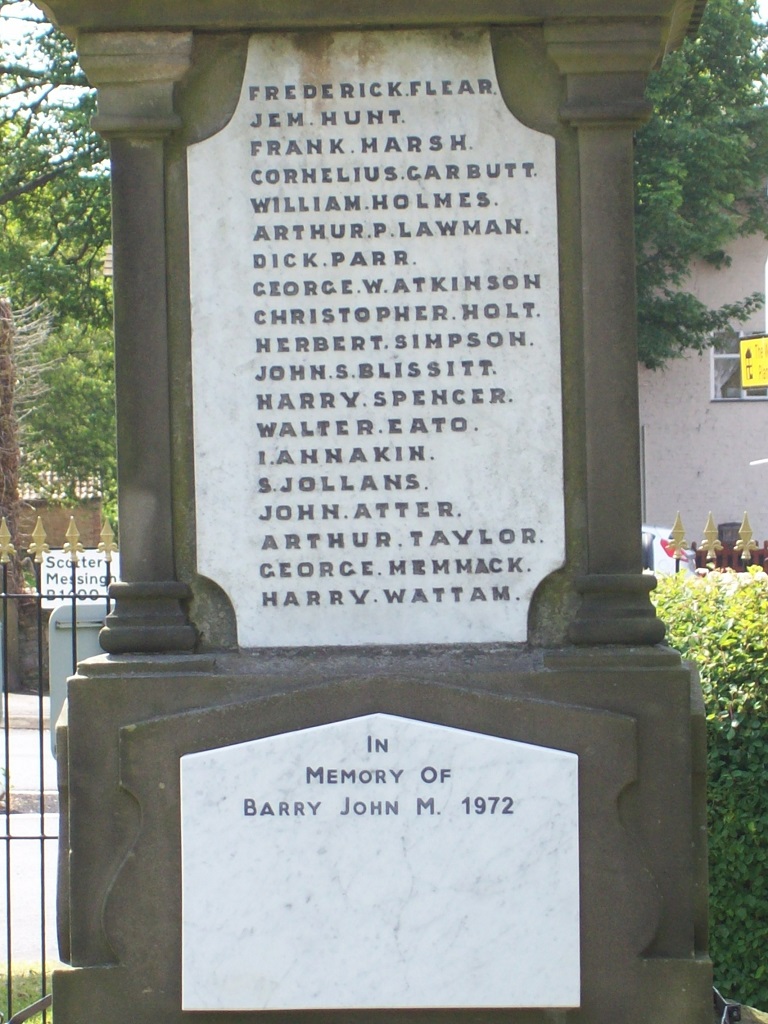 FREDERICK.FLEAR.
JEM.HUNT.
FRANK.MARSH.
CORNELIUS.GARBUTT.
WILLIAM.HOLMES.
ARTHUR.P.LAWMAN.
DICK.PARR.
GEORGE.W.ATKINSON
CHRISTOPHER.HOLT.
HERBERT.SIMPSON.
JOHN.S.BLISSITT.
HARRY.SPENCER.
WALTER.EATO.
I.AHNAKIN.
S.JOLLANS.
JOHN.ATTER.
ARTHUR.TAYLOR.
GEORGE.MEMMACK.
HARRY.WATTAM.
IN
MEMORY OF
BARRY JOHN M. 1972
Scotter
Messingh
The